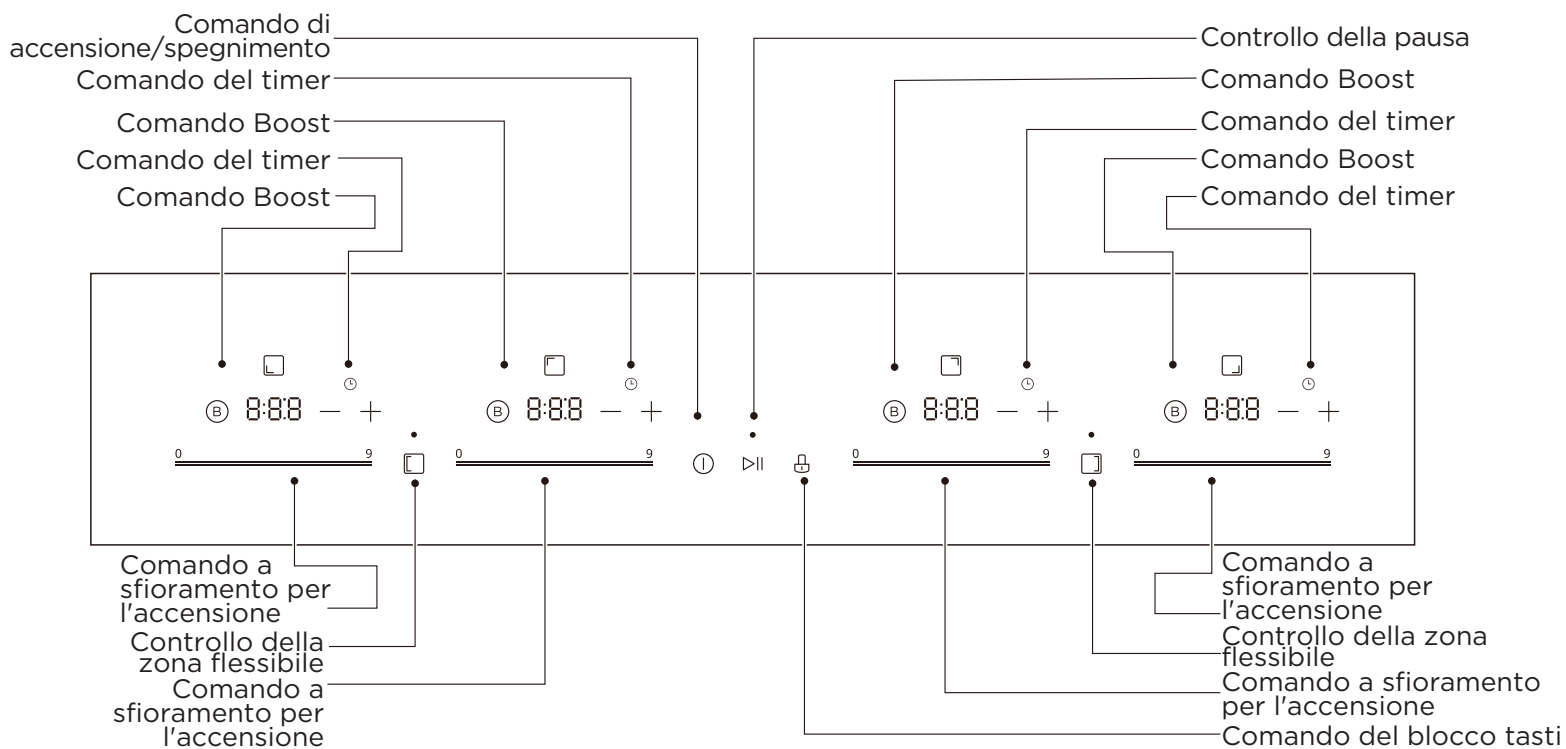 Comando di
accensione/spegnimento
Comando del timer
Comando Boost
Comando del timer
Comando Boost
Controllo della pausa
Comando Boost
Comando del timer
Comando Boost
Comando del timer
B 8:8.8 − +
B 8:8.8 − +
B 8:8.8 − +
B 8:8.8 − +
0 9
0 9
0 9
0 9
Comando a
sfioramento per
l'accensione
Controllo della
zona flessibile
Comando a
sfioramento per
l'accensione
Comando a
sfioramento per
l'accensione
Controllo della zona
flessibile
Comando a sfioramento
per l'accensione
Comando del blocco tasti